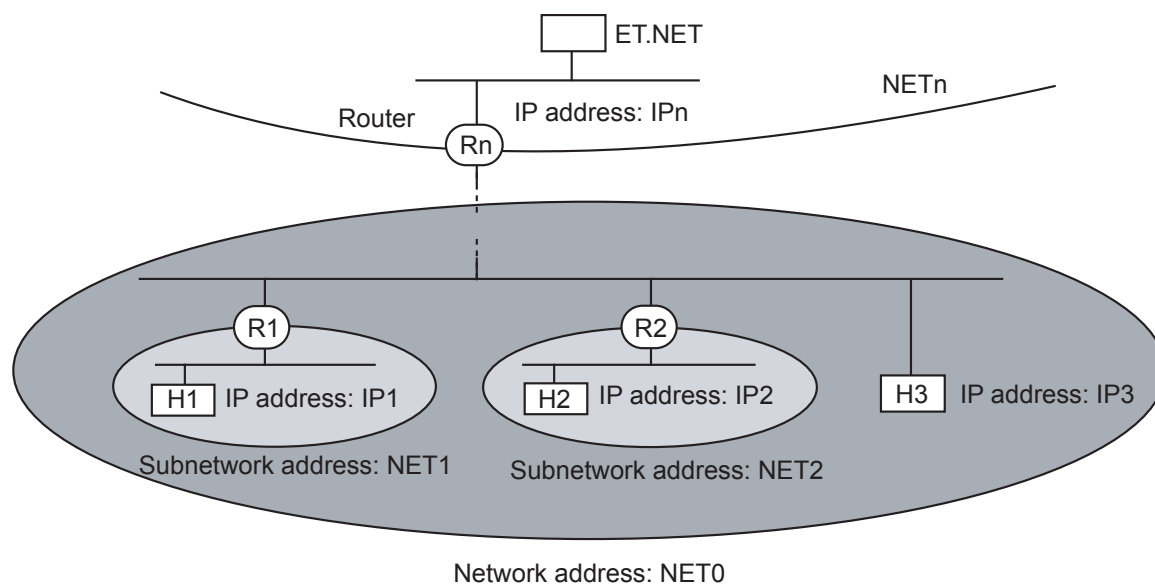 ET.NET
NETn
IP address: IPn
Router
Rn
R1
R2
H1
IP address: IP1
H2
IP address: IP2
H3
IP address: IP3
Subnetwork address: NET1
Subnetwork address: NET2
Network address: NET0